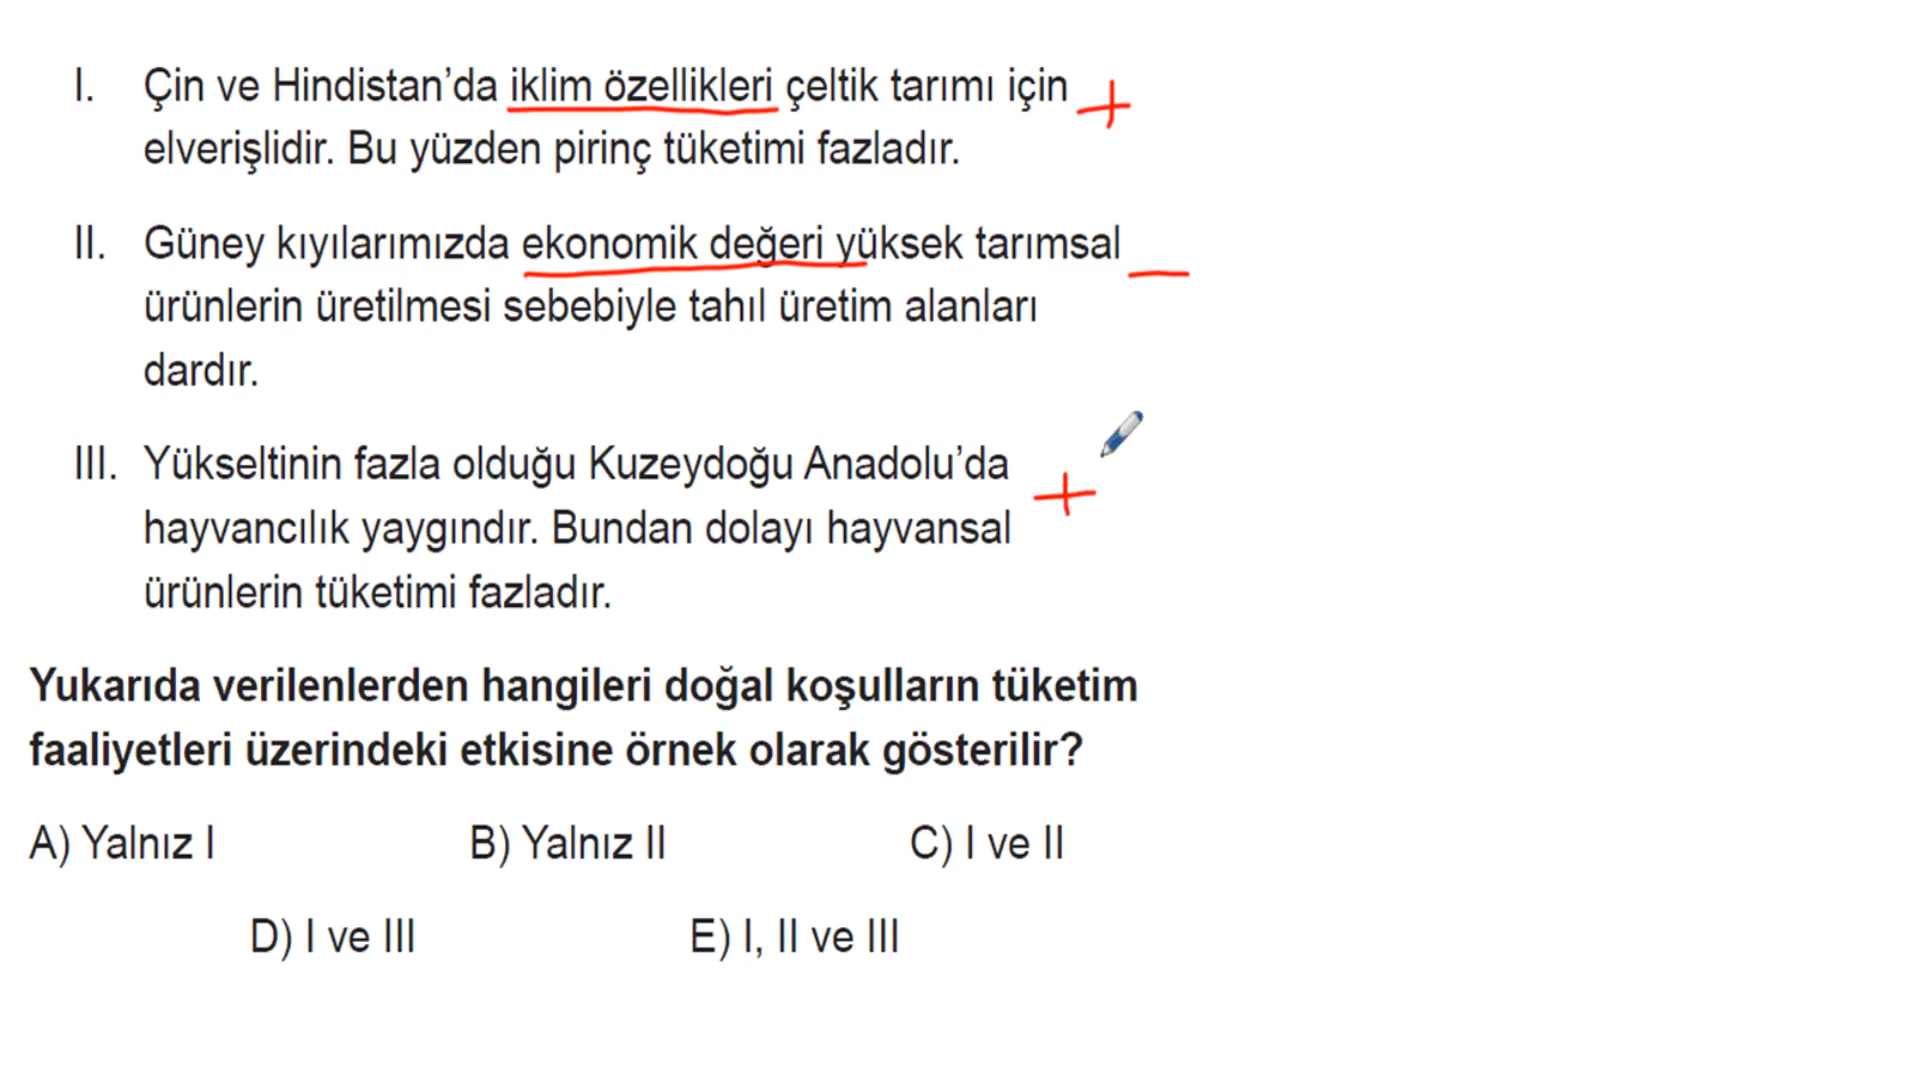 I. Çin ve Hindistan’da iklim özellikleri çeltik tarımı için +
elverişlidir. Bu yüzden pirinç tüketimi fazladır.
II. Güney kıyılarımızda ekonomik değeri yüksek tarımsal —
ürünlerin üretilmesi sebebiyle tahıl üretim alanları
dardır.
III. Yükseltinin fazla olduğu Kuzeydoğu Anadolu’da +
hayvancılık yaygındır. Bundan dolayı hayvansal
ürünlerin tüketimi fazladır.
Yukarıda verilenlerden hangileri doğal koşulların tüketim
faaliyetleri üzerindeki etkisine örnek olarak gösterilir?
A) Yalnız I B) Yalnız II C) I ve II
D) I ve III E) I, II ve III